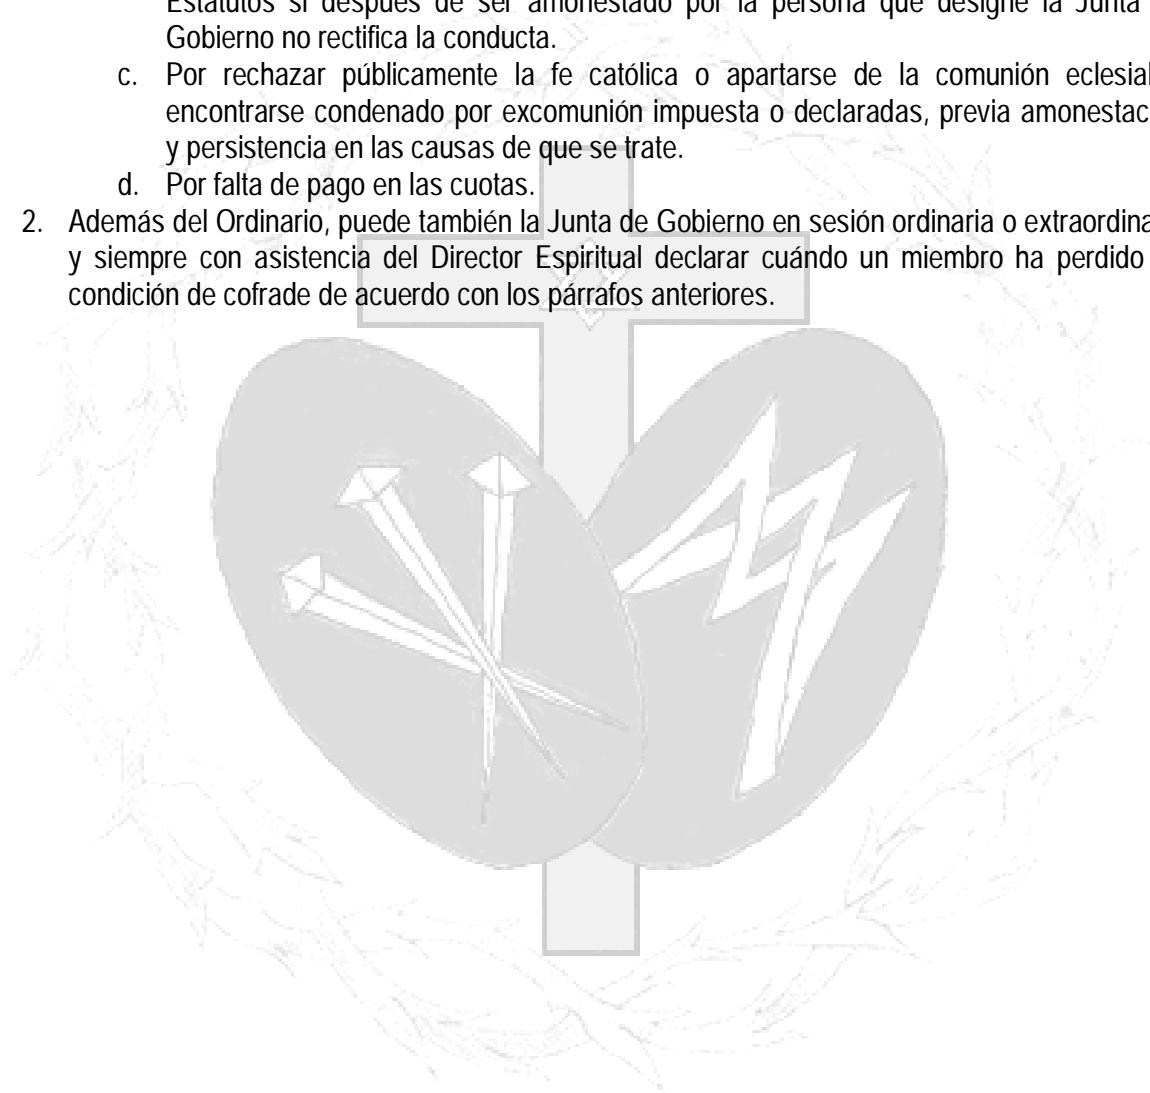 Estatutos si después de ser amonestado por la persona que designe la Junta
Gobierno no rectifica la conducta.
c. Por rechazar públicamente la fe católica o apartarse de la comunión eclesial
encontrarse condenado por excomunión impuesta o declaradas, previa amonestac
y persistencia en las causas de que se trate.
d. Por falta de pago en las cuotas.
2. Además del Ordinario, puede también la Junta de Gobierno en sesión ordinaria o extraordina
y siempre con asistencia del Director Espiritual declarar cuándo un miembro ha perdido
condición de cofrade de acuerdo con los párrafos anteriores.